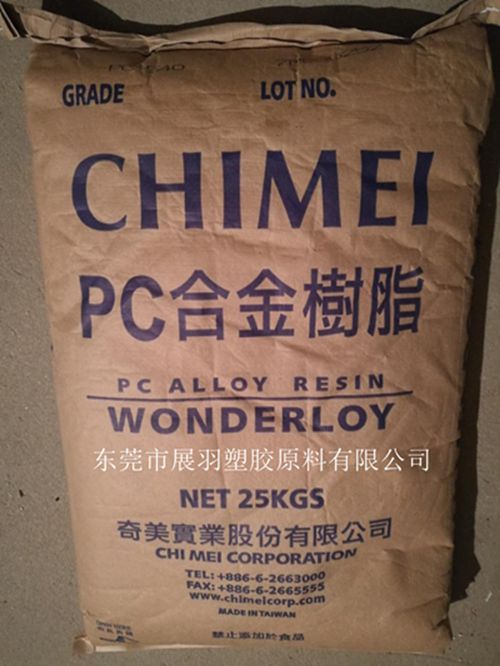 GRADE LOT NO.
CHIMEI
PC合金樹脂
PC ALLOY RESIN
WONDERLOY
东莞市展羽塑胶原料有限公司
NET 25KGS
奇美實業股份有限公司
CHI MEI CORPORATION
TEL: +886-6-2663000
FAX: +886-6-2665555
www.chimeicorp.com
MADE IN TAIWAN
禁止添加於食品